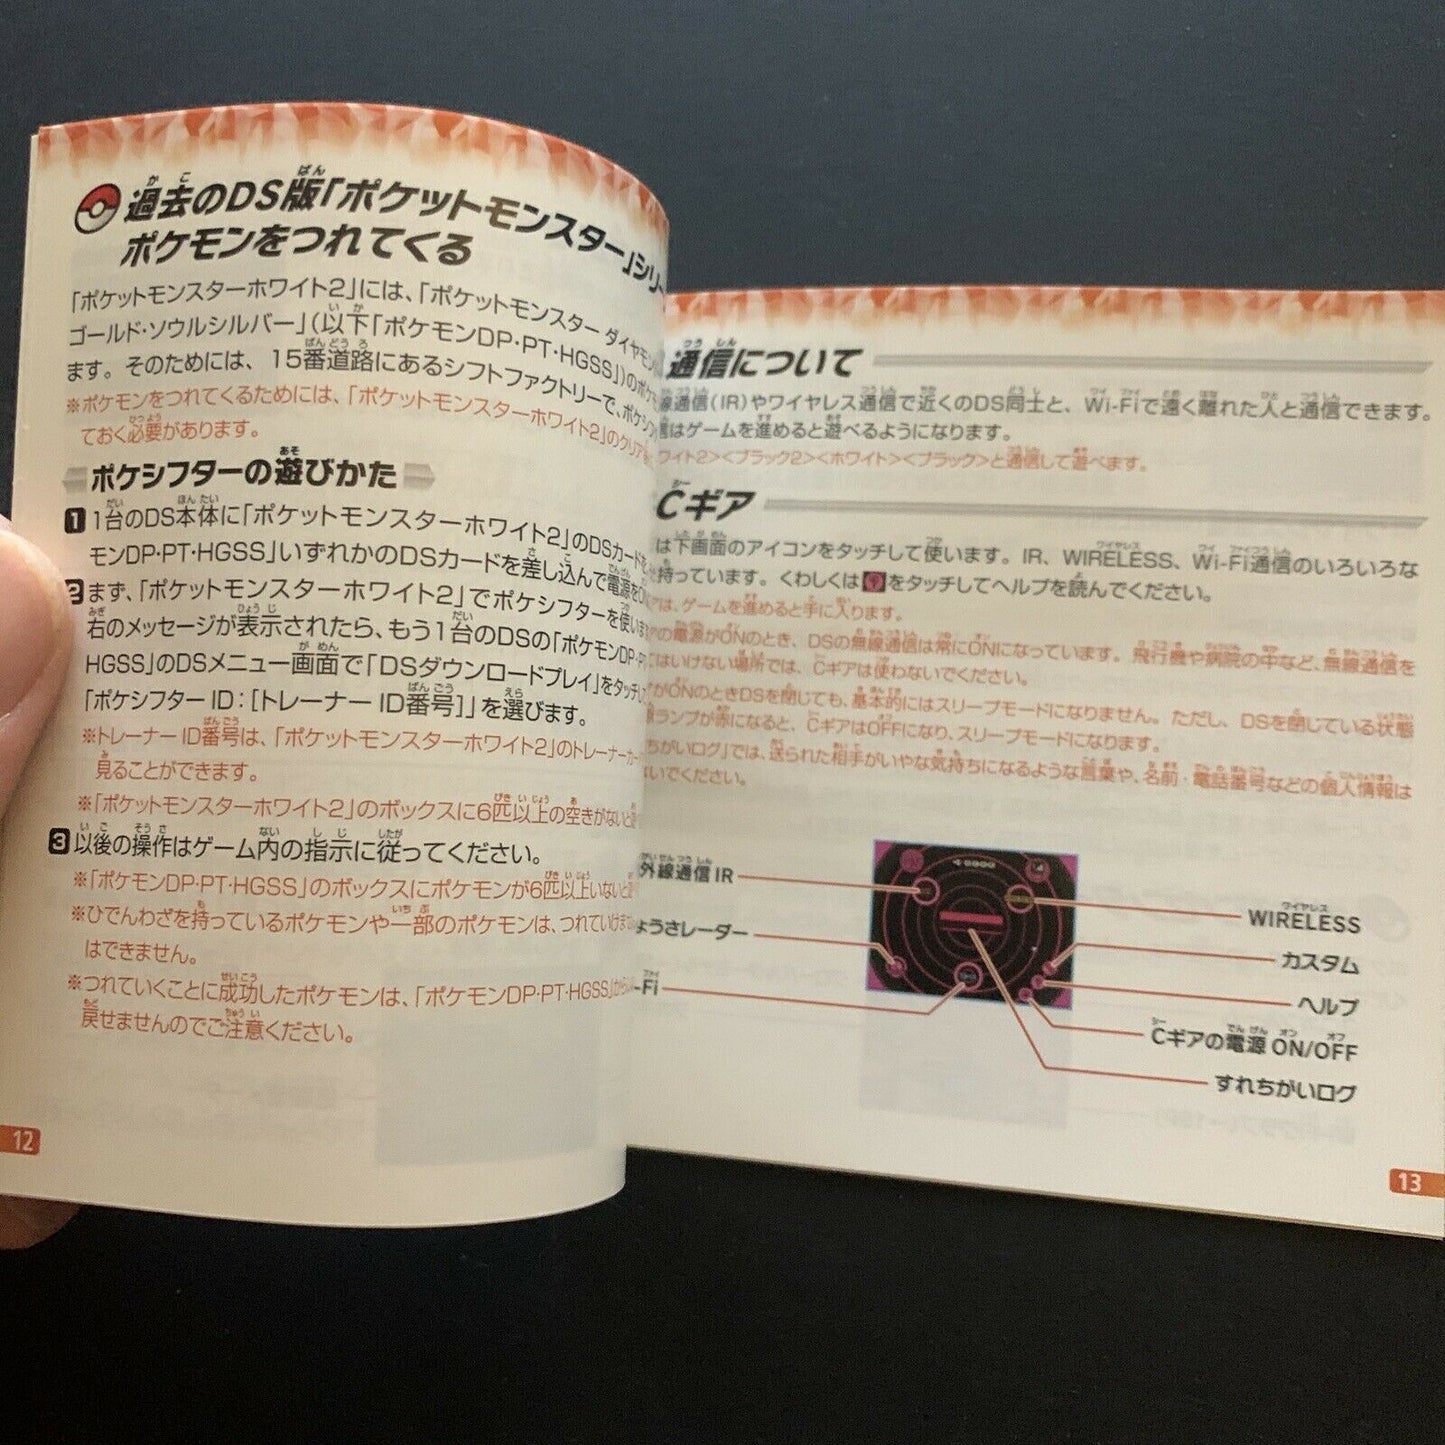 過去のDS版「ポケットモンスター」シリー
ポケモンをつれてくる
「ポケットモンスターホワイト2」には、「ポケットモンスター ダイヤモン
ゴールド・ソウルシルバー」(以下「ポケモンDP・PT・HGSS」)のポケモ
ます。そのためには、15番道路にあるシフトファクトリーで、ポケシフ
※ポケモンをつれてくるためには、「ポケットモンスターホワイト2」のクリア
ておく必要があります。
ポケシフターの遊びかた
1 1台のDS本体に「ポケットモンスターホワイト2」のDSカードを、
モンDP・PT・HGSS」いずれかのDSカードを差し込んで電源をON
2 まず、「ポケットモンスターホワイト2」でポケシフターを使います
右のメッセージが表示されたら、もう1台のDSの「ポケモンDP・PT
HGSS」のDSメニュー画面で「DSダウンロードプレイ」をタッチし
「ポケシフター ID:[トレーナー ID番号]」を選びます。
※トレーナー ID番号は、「ポケットモンスターホワイト2」のトレーナーカー
見ることができます。
※「ポケットモンスターホワイト2」のボックスに6匹以上の空きがないと
3 以後の操作はゲーム内の指示に従ってください。
※「ポケモンDP・PT・HGSS」のボックスにポケモンが6匹以上いないと
※ひでんわざを持っているポケモンや一部のポケモンは、つれていけ
はできません。
※つれていくことに成功したポケモンは、「ポケモンDP・PT・HGSS」
戻せませんのでご注意ください。
12
通信について
線通信(IR)やワイヤレス通信で近くのDS同士と、Wi-Fiで遠く離れた人と通信できます。
信はゲームを進めると遊べるようになります。
ワイト2><ブラック2><ホワイト><ブラック>と通信して遊べます。
Cギア
は下画面のアイコンをタッチして使います。IR、WIRELESS、Wi-Fi通信のいろいろな
持っています。くわしくは をタッチしてヘルプを読んでください。
アは、ゲームを進めると手に入ります。
アの電源がONのとき、DSの無線通信は常にONになっています。飛行機や病院の中など、無線通信を
てはいけない場所では、Cギアは使わないでください。
がONのときDSを閉じても、基本的にはスリープモードになりません。ただし、DSを閉じている状態
源ランプが赤になると、CギアはOFFになり、スリープモードになります。
ちがいログ」では、送られた相手がいやな気持ちになるような言葉や、名前・電話番号などの個人情報は
ないでください。
外線通信 IR
ょうさレーダー
-Fi
WIRELESS
カスタム
ヘルプ
Cギアの電源 ON/OFF
すれちがいログ
13